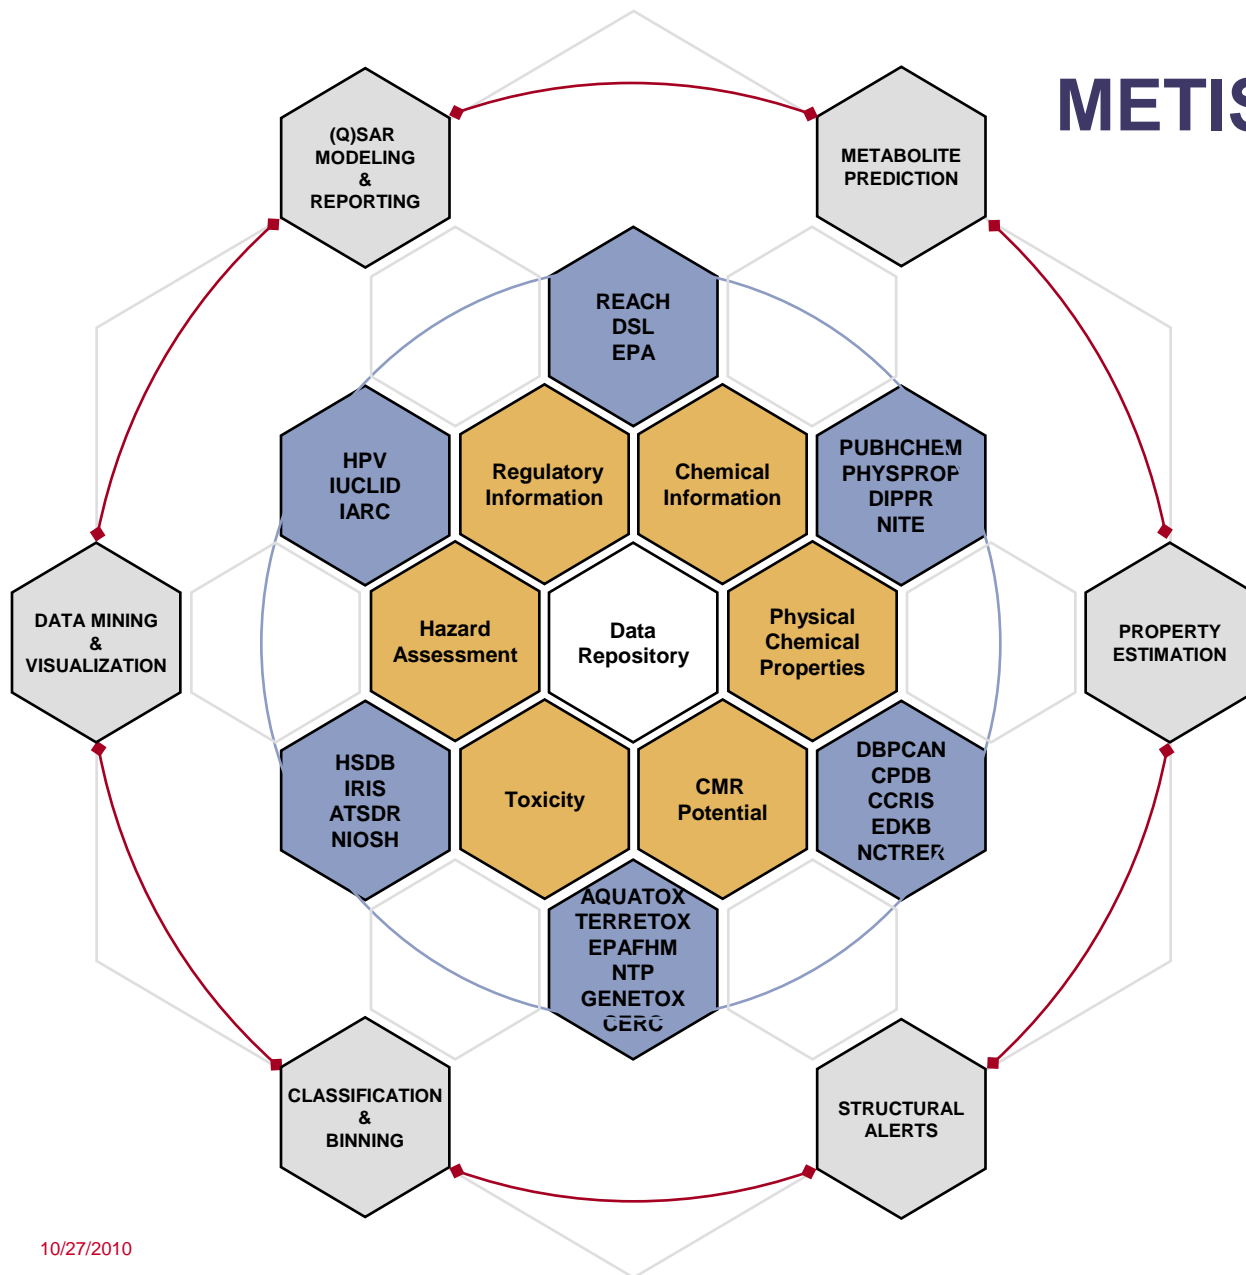 METIS
(Q)SAR
MODELING
&
REPORTING
METABOLITE
PREDICTION
REACH
DSL
EPA
HPV
IUCLID
IARC
Regulatory
Information
Chemical
Information
PUBHCHEM
PHYSPROP
DIPPR
NITE
DATA MINING
&
VISUALIZATION
Hazard
Assessment
Data
Repository
Physical
Chemical
Properties
PROPERTY
ESTIMATION
HSDB
IRIS
ATSDR
NIOSH
Toxicity
CMR
Potential
DBPCAN
CPDB
CCRIS
EDKB
NCTRER
AQUATOX
TERRETOX
EPAFHM
NTP
GENETOX
CERC
CLASSIFICATION
&
BINNING
STRUCTURAL
ALERTS
10/27/2010